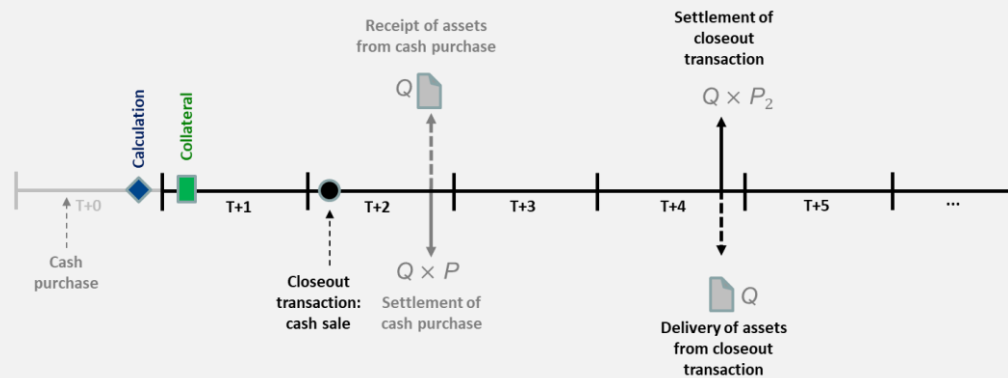 Receipt of assets
from cash purchase
Q
Settlement of
closeout
transaction
Q × P₂
Calculation
Collateral
T+0
T+1
T+2
T+3
T+4
T+5
...
Cash
purchase
Closeout
transaction:
cash sale
Q × P
Settlement of
cash purchase
Q
Delivery of assets
from closeout
transaction